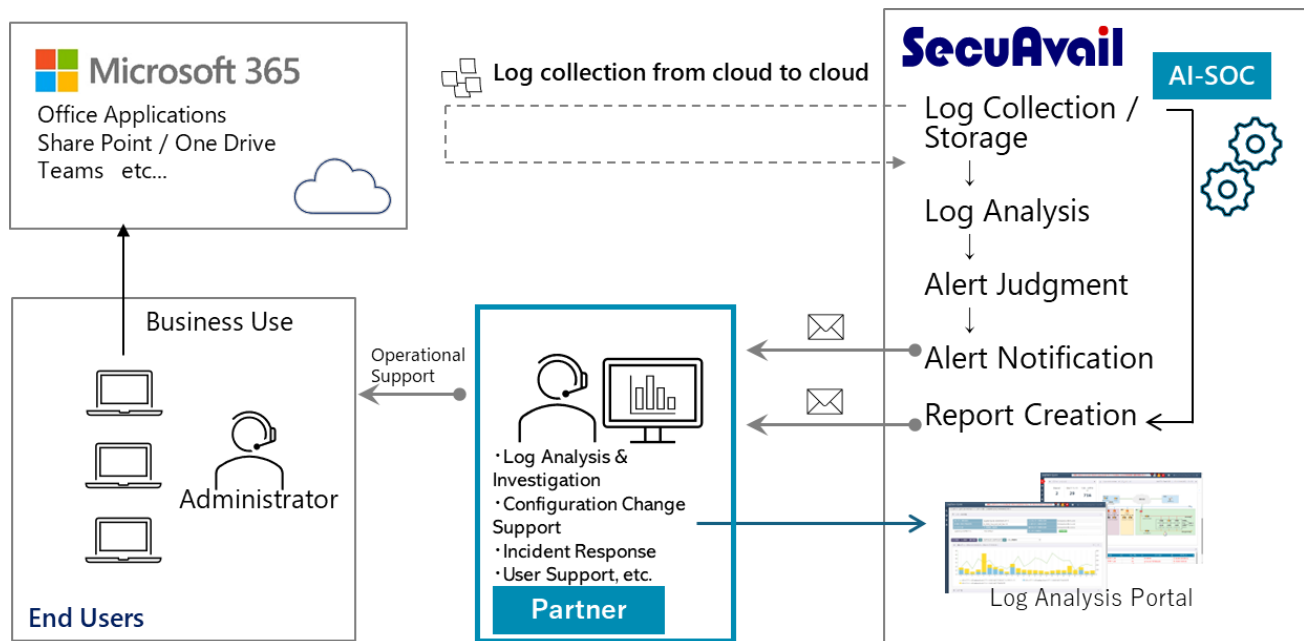 Microsoft 365
Office Applications
Share Point / One Drive
Teams etc...
Log collection from cloud to cloud
SecuAvail
AI-SOC
Log Collection /
Storage
↓
Log Analysis
↓
Alert Judgment
↓
Alert Notification
Report Creation
Log Analysis Portal
Business Use
Administrator
End Users
Operational
Support
・Log Analysis &
Investigation
・Configuration Change
Support
・Incident Response
・User Support, etc.
Partner